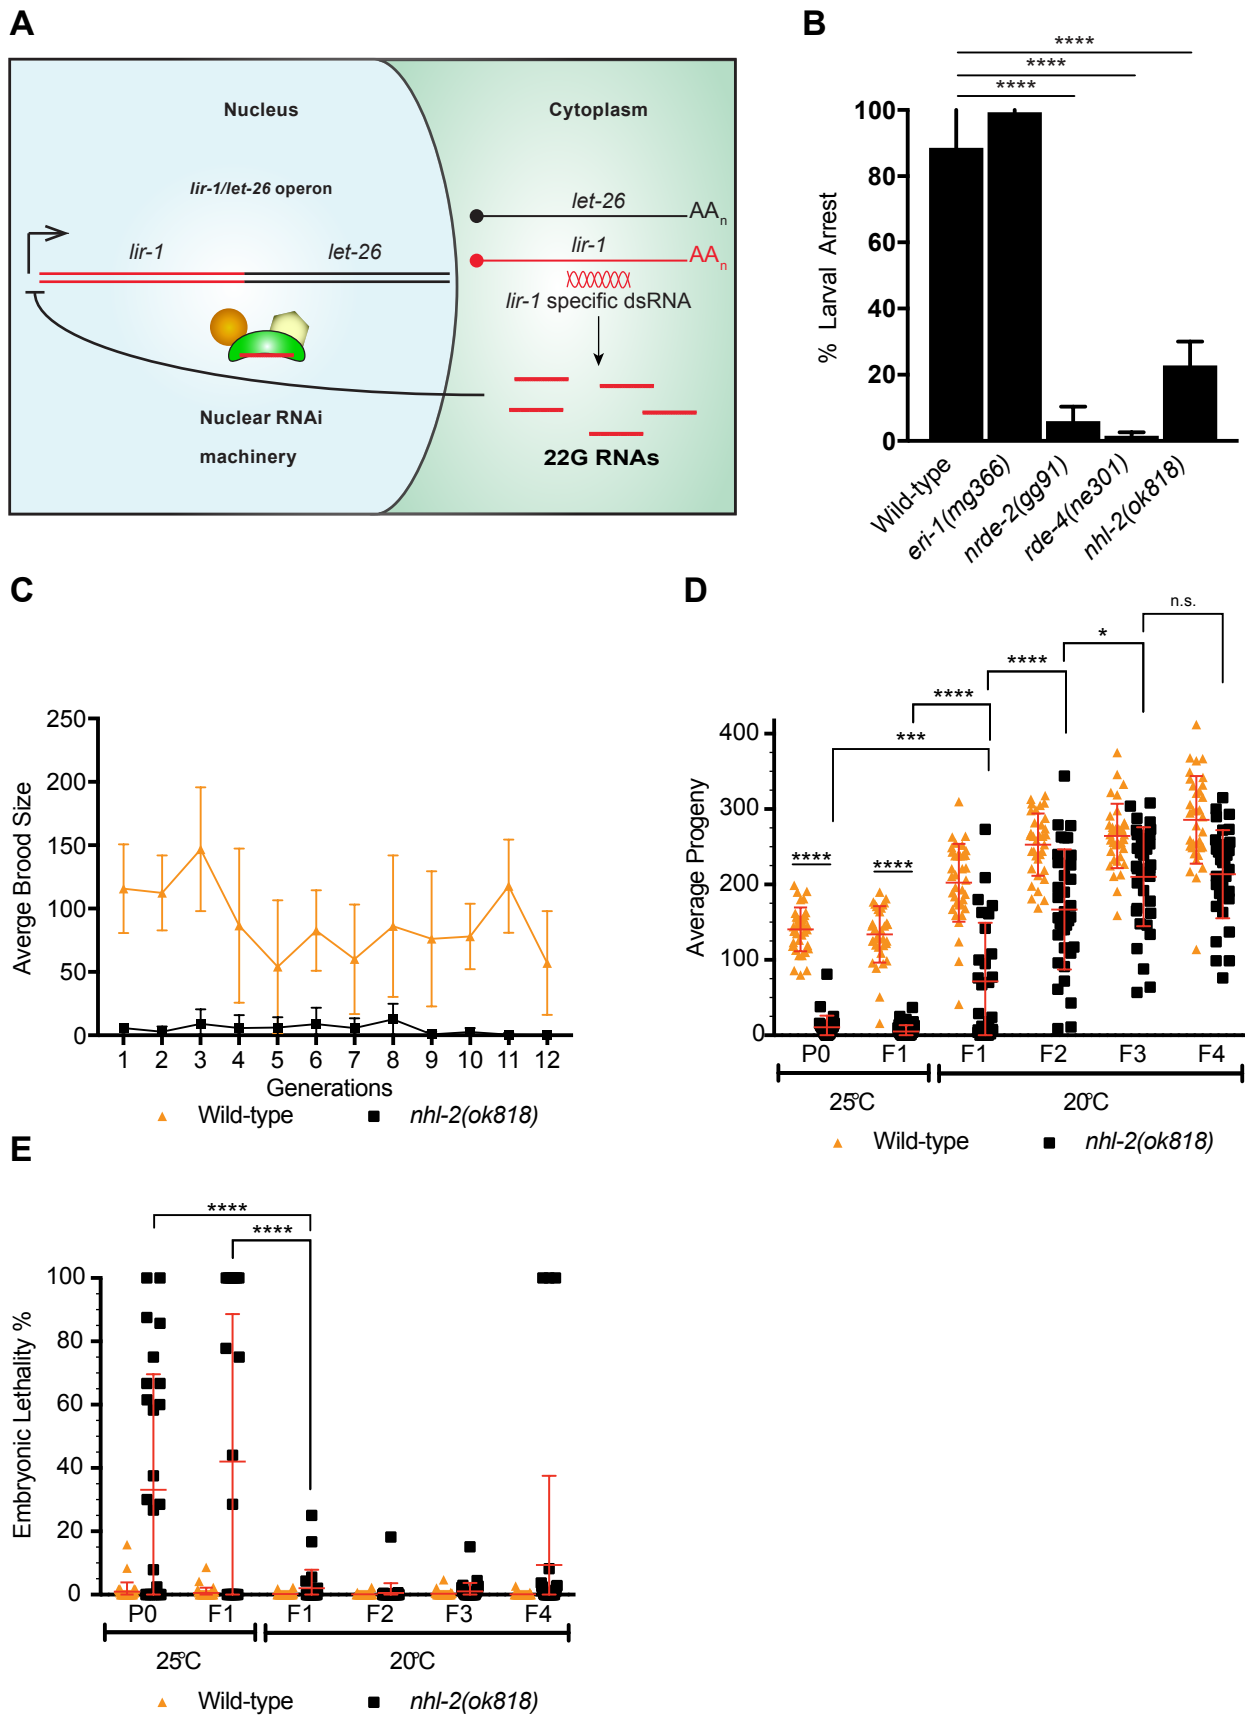 A
Nucleus
Cytoplasm
lir-1/let-26 operon
lir-1
let-26
let-26
AAn
lir-1
AAn
lir-1 specific dsRNA
Nuclear RNAi
machinery
22G RNAs
B
****
****
****
% Larval Arrest
100
80
60
40
20
0
Wild-type
eri-1(mg366)
nrde-2(gg91)
rde-4(ne301)
nhl-2(ok818)
C
Averge Brood Size
250
200
150
100
50
0
1 2 3 4 5 6 7 8 9 10 11 12
Generations
Wild-type
nhl-2(ok818)
D
n.s.
*
****
****
***
****
****
Average Progeny
400
300
200
100
0
P0 F1 F1 F2 F3 F4
25°C
20°C
Wild-type
nhl-2(ok818)
E
****
****
Embryonic Lethality %
100
80
60
40
20
0
P0 F1 F1 F2 F3 F4
25°C
20°C
Wild-type
nhl-2(ok818)